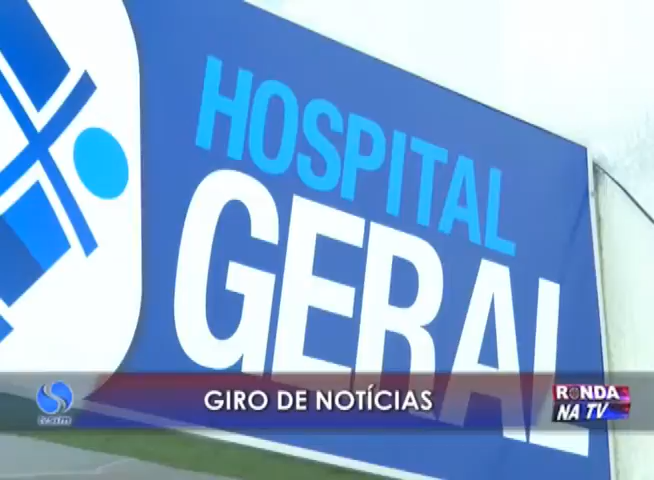 HOSPITAL
GERAL
GIRO DE NOTÍCIAS
RONDA
NA TV